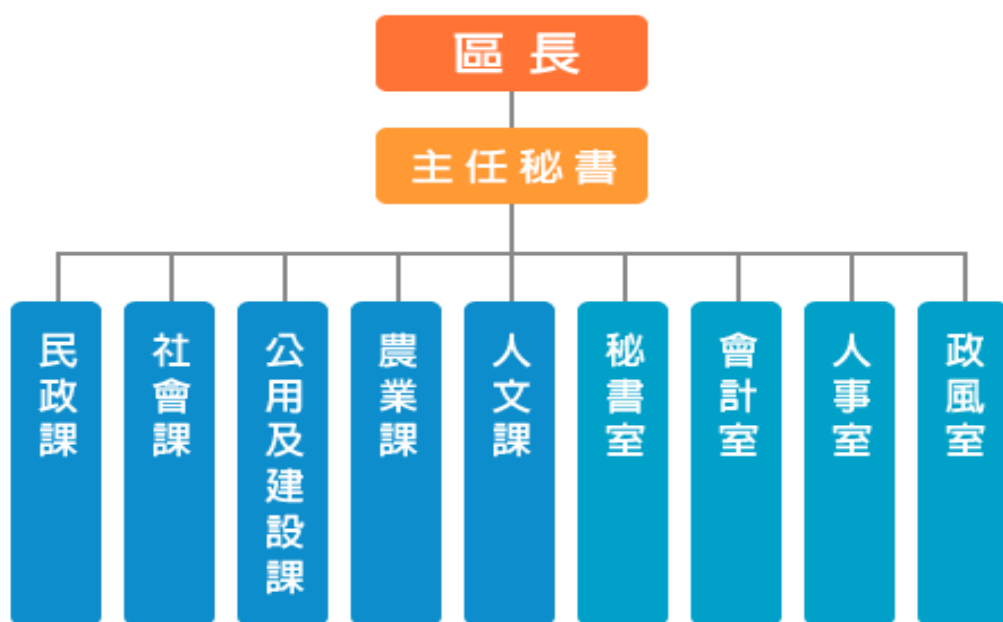 區長
主任秘書
民政課
社會課
公用及建設課
農業課
人文課
秘書室
會計室
人事室
政風室